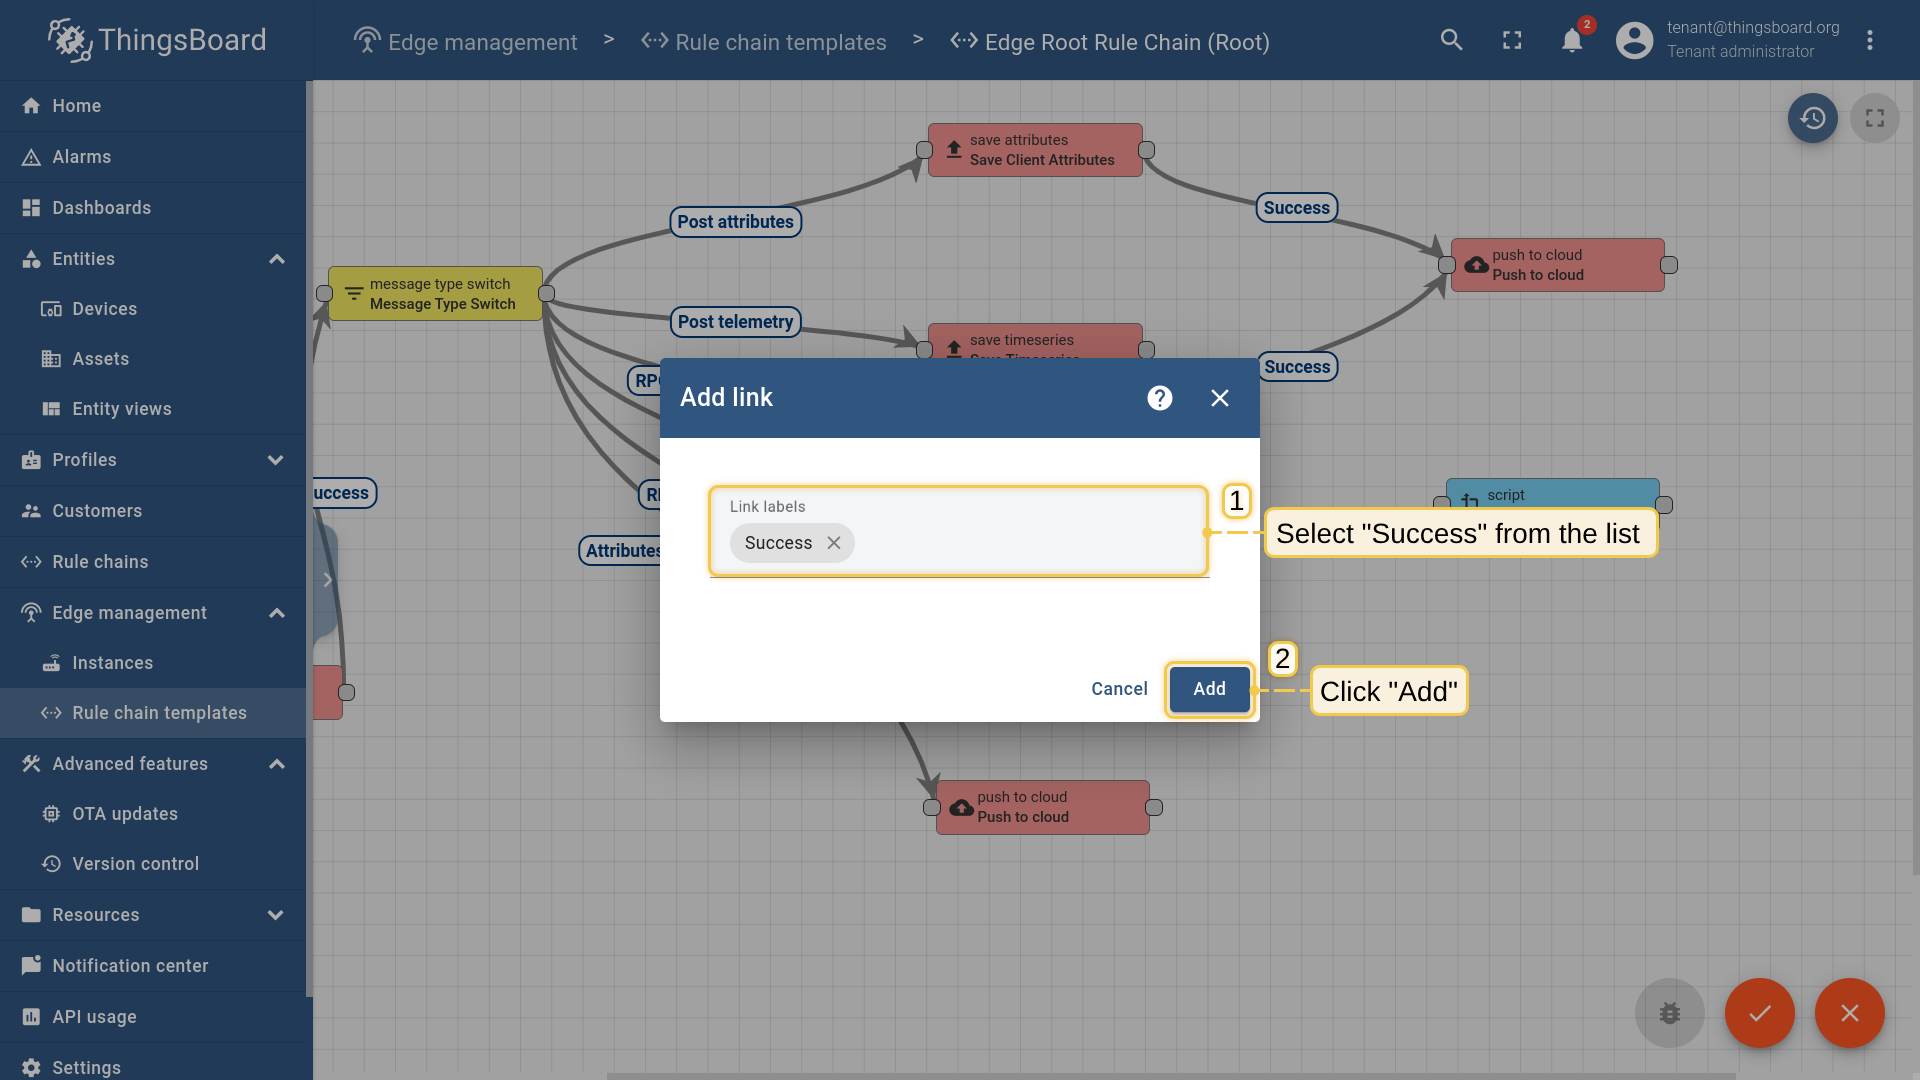 ThingsBoard
Edge management > Rule chain templates > Edge Root Rule Chain (Root)
2
tenant@thingsboard.org
Tenant administrator
Home
Alarms
Dashboards
Entities
Devices
Assets
Entity views
Profiles
Customers
Rule chains
Edge management
Instances
Rule chain templates
Advanced features
OTA updates
Version control
Resources
Notification center
API usage
Settings
save attributes
Save Client Attributes
Post attributes
Success
push to cloud
Push to cloud
message type switch
Message Type Switch
Post telemetry
save timeseries
Save Timeseries
Success
RPC
uccess
Attributes
script
Add link
Link labels
Success
1
Select "Success" from the list
Cancel
Add
2
Click "Add"
push to cloud
Push to cloud